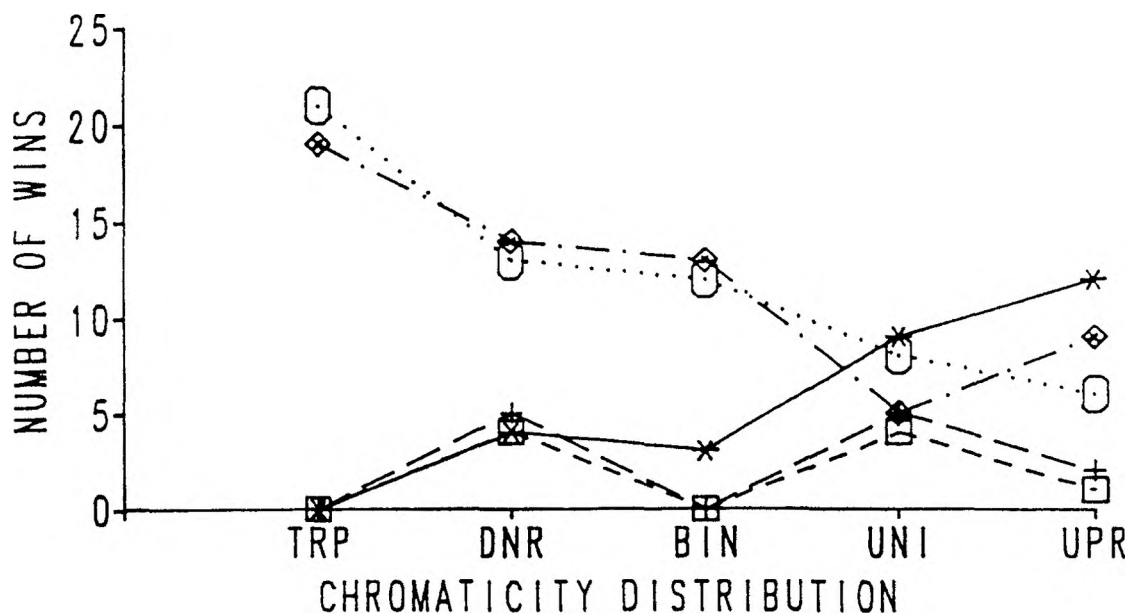 25
20
15
10
5
0
NUMBER OF WINS
TRP DNR BIN UNI UPR
CHROMATICITY DISTRIBUTION